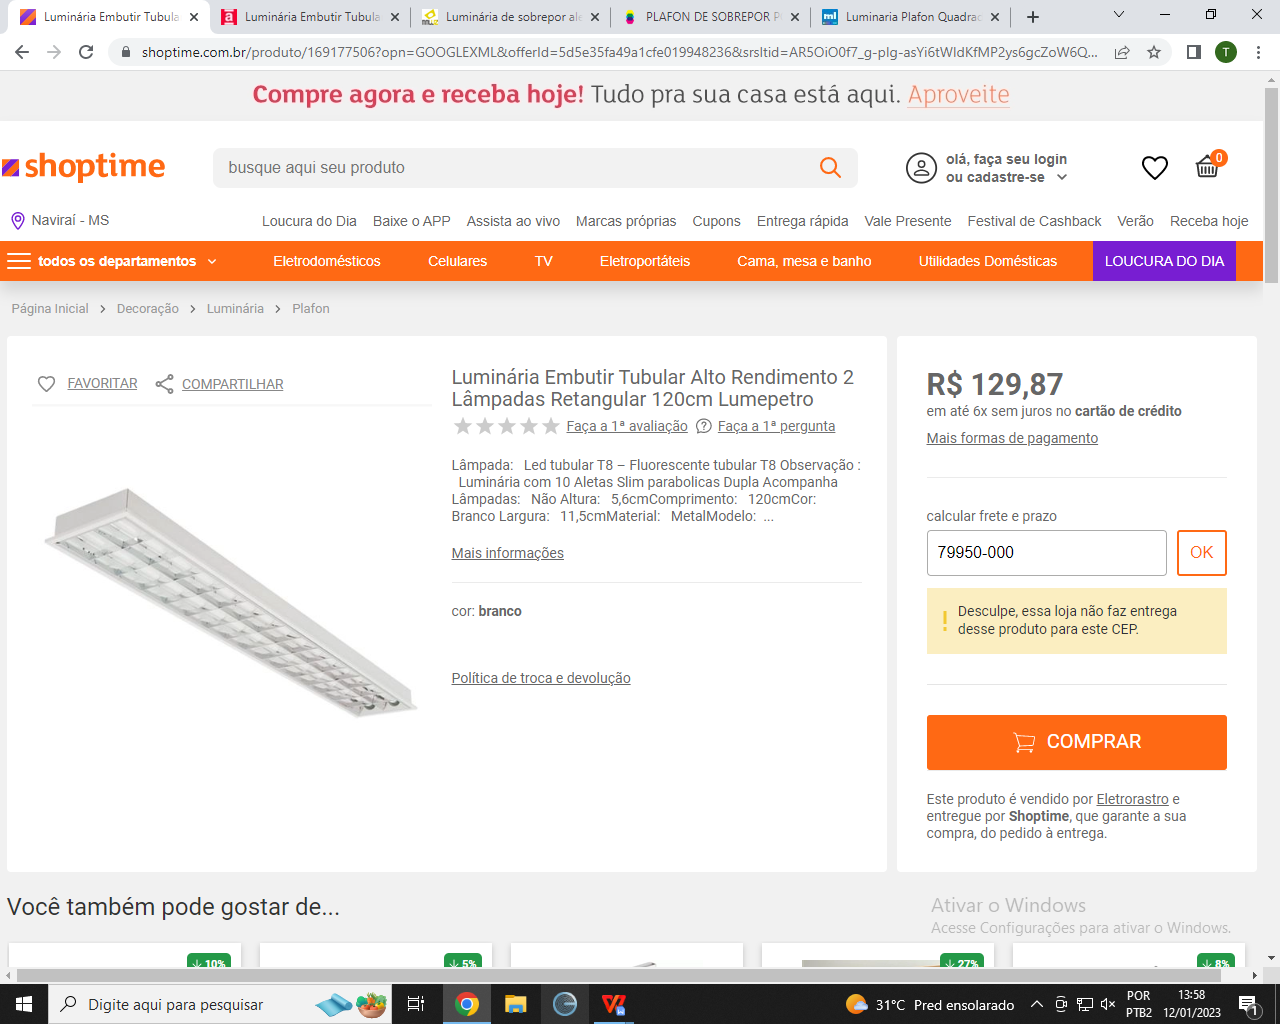 Luminária Embutir Tubula
Luminária Embutir Tubula
Luminária de sobrepor ale
PLAFON DE SOBREPOR P
Luminaria Plafon Quadrac
shoptime.com.br/produto/169177506?opn=GOOGLEXML&offerId=5d5e35fa49a1cfe019948236&srsltid=AR5OiO0f7_g-pIg-asYi6tWIdKfMP2ys6gcZoW6Q...
T
Compre agora e receba hoje! Tudo pra sua casa está aqui. Aproveite
shoptime
busque aqui seu produto
olá, faça seu login
ou cadastre-se
0
Naviraí - MS
Loucura do Dia Baixe o APP Assista ao vivo Marcas próprias Cupons Entrega rápida Vale Presente Festival de Cashback Verão Receba hoje
todos os departamentos Eletrodomésticos Celulares TV Eletroportáteis Cama, mesa e banho Utilidades Domésticas LOUCURA DO DIA
Página Inicial > Decoração > Luminária > Plafon
FAVORITAR COMPARTILHAR
Luminária Embutir Tubular Alto Rendimento 2
Lâmpadas Retangular 120cm Lumepetro
Faça a 1ª avaliação Faça a 1ª pergunta
Lâmpada: Led tubular T8 – Fluorescente tubular T8 Observação :
Luminária com 10 Aletas Slim parabolicas Dupla Acompanha
Lâmpadas: Não Altura: 5,6cmComprimento: 120cmCor:
Branco Largura: 11,5cmMaterial: MetalModelo: ...
Mais informações
cor: branco
Política de troca e devolução
R$ 129,87
em até 6x sem juros no cartão de crédito
Mais formas de pagamento
calcular frete e prazo
79950-000
OK
Desculpe, essa loja não faz entrega
desse produto para este CEP.
COMPRAR
Este produto é vendido por Eletrorastro e
entregue por Shoptime, que garante a sua
compra, do pedido à entrega.
Você também pode gostar de...
Ativar o Windows
Acesse Configurações para ativar o Windows.
10%
5%
27%
8%
Digite aqui para pesquisar
31°C Pred ensolarado
POR
PTB2
13:58
12/01/2023
1